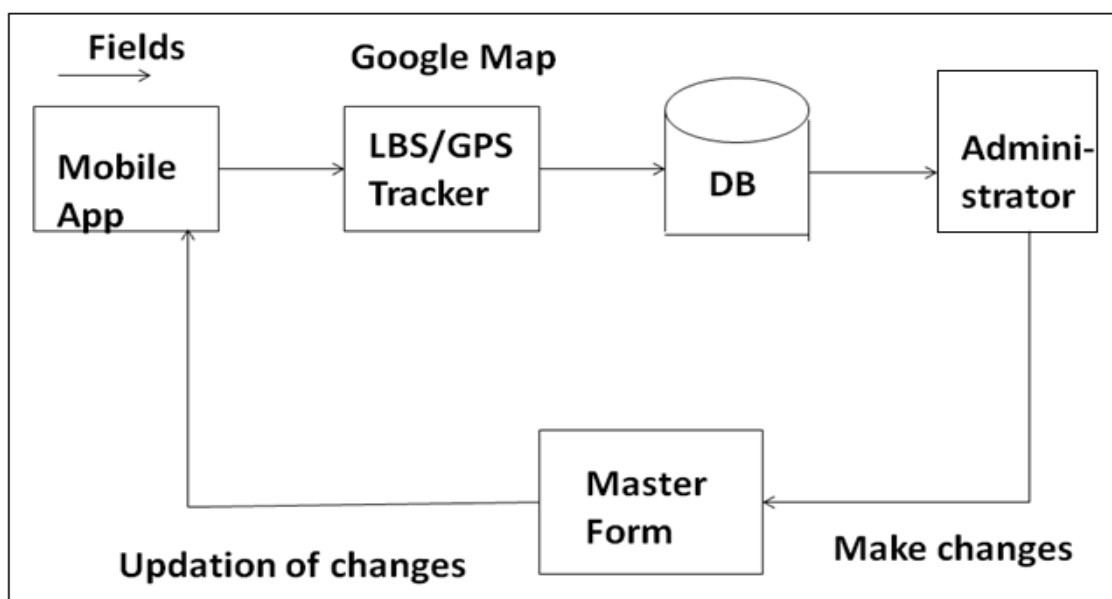 Fields
Google Map
Mobile
App
LBS/GPS
Tracker
DB
Admini-
strator
Master
Form
Make changes
Updation of changes